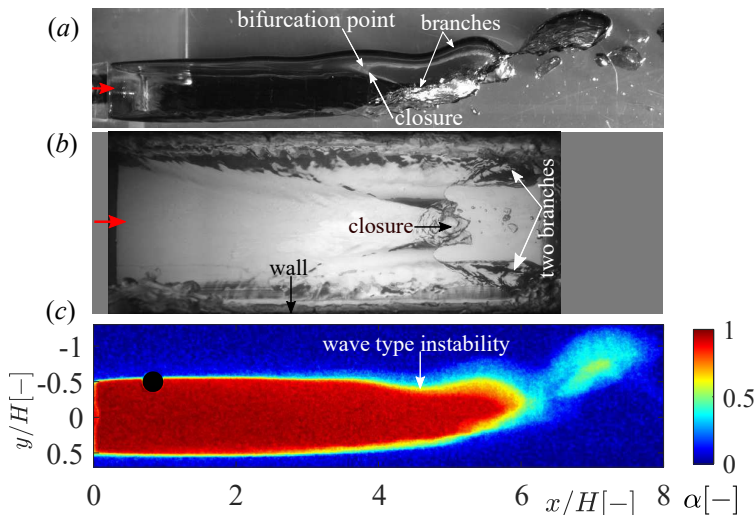 (a)
bifurcation point
branches
closure
(b)
closure
two branches
wall
(c)
wave type instability
-1
-0.5
0
0.5
y/H[-]
0
2
4
6
x/H[-]
8
1
0.5
0
α[-]